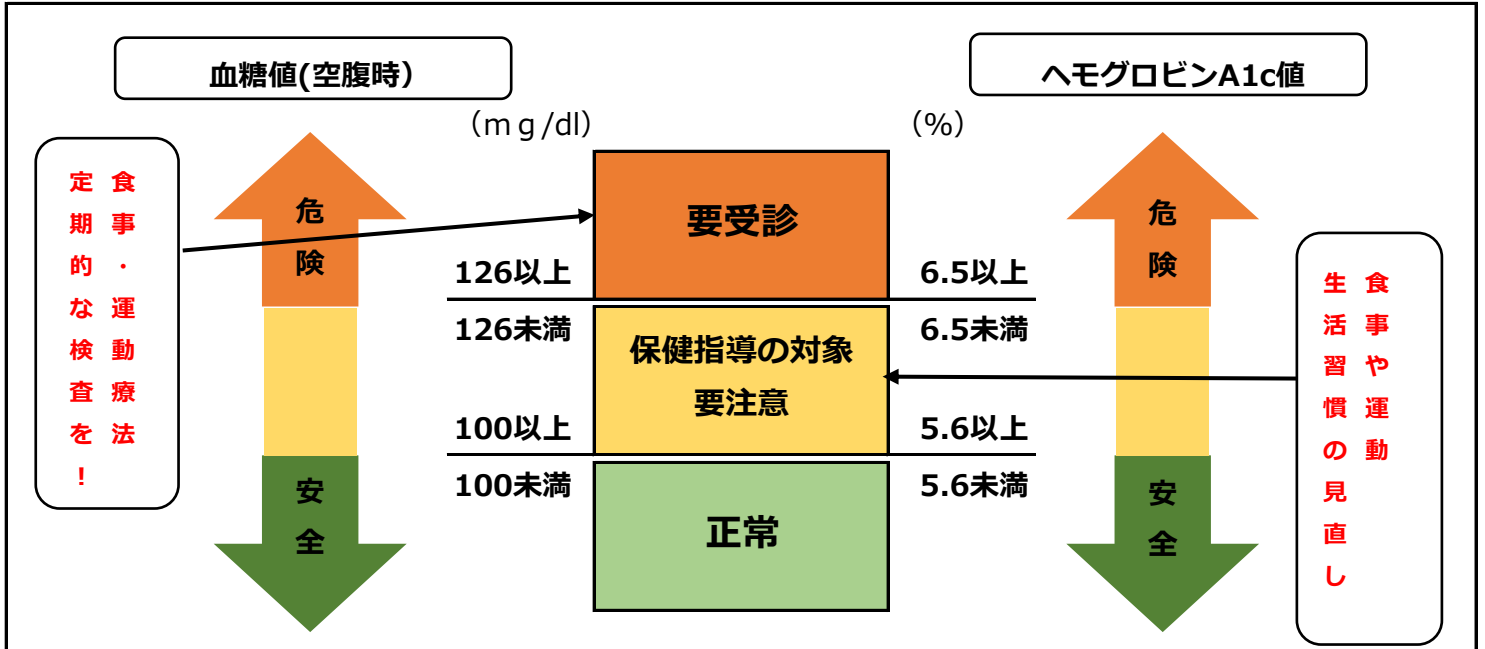 血糖値(空腹時）
ヘモグロビンA1c値
（ｍｇ/dl）
（%）
食事・運動療法
定期的な検査を！
危険
要受診
危険
126以上
6.5以上
126未満
6.5未満
保健指導の対象
要注意
食事や運動
生活習慣の見直し
100以上
5.6以上
100未満
5.6未満
安全
正常
安全